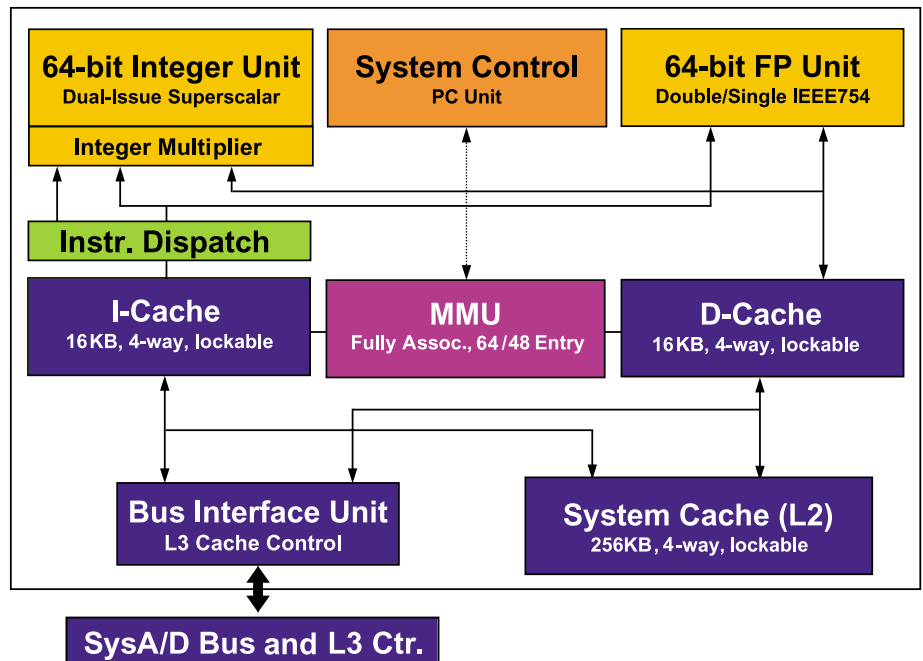 64-bit Integer Unit
Dual-Issue Superscalar
Integer Multiplier
System Control
PC Unit
64-bit FP Unit
Double/Single IEEE754
Instr. Dispatch
I-Cache
16KB, 4-way, lockable
MMU
Fully Assoc., 64/48 Entry
D-Cache
16KB, 4-way, lockable
Bus Interface Unit
L3 Cache Control
System Cache (L2)
256KB, 4-way, lockable
SysA/D Bus and L3 Ctr.